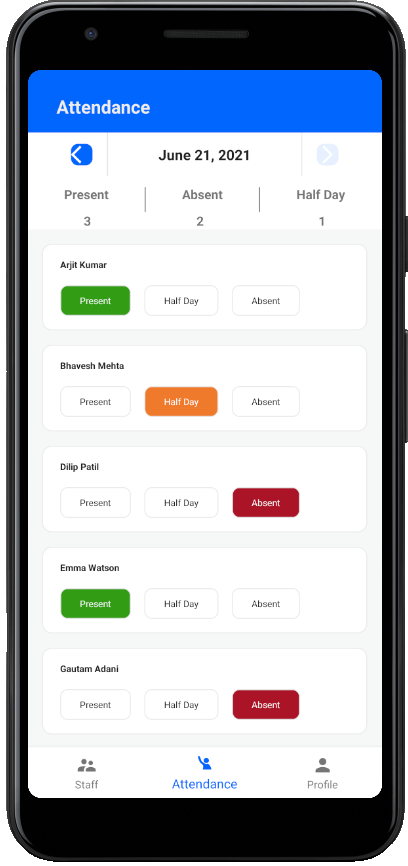 Attendance
June 21, 2021
Present Absent Half Day
3 2 1
Arjit Kumar
Present Half Day Absent
Bhavesh Mehta
Present Half Day Absent
Dilip Patil
Present Half Day Absent
Emma Watson
Present Half Day Absent
Gautam Adani
Present Half Day Absent
Staff Attendance Profile